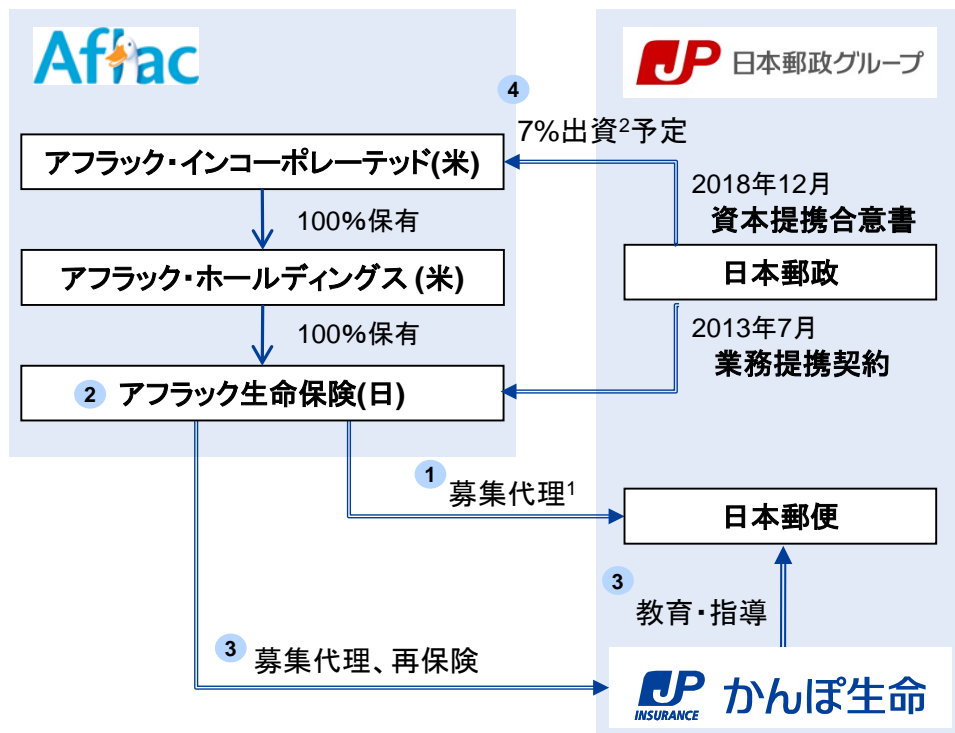 Aflac
JP 日本郵政グループ
4
7%出資2予定
アフラック・インコーポレーテッド(米)
2018年12月
資本提携合意書
100%保有
アフラック・ホールディングス (米)
日本郵政
100%保有
2013年7月
業務提携契約
2 アフラック生命保険(日)
1
募集代理1
日本郵便
3
教育・指導
3
募集代理、再保険
JP INSURANCE かんぽ生命